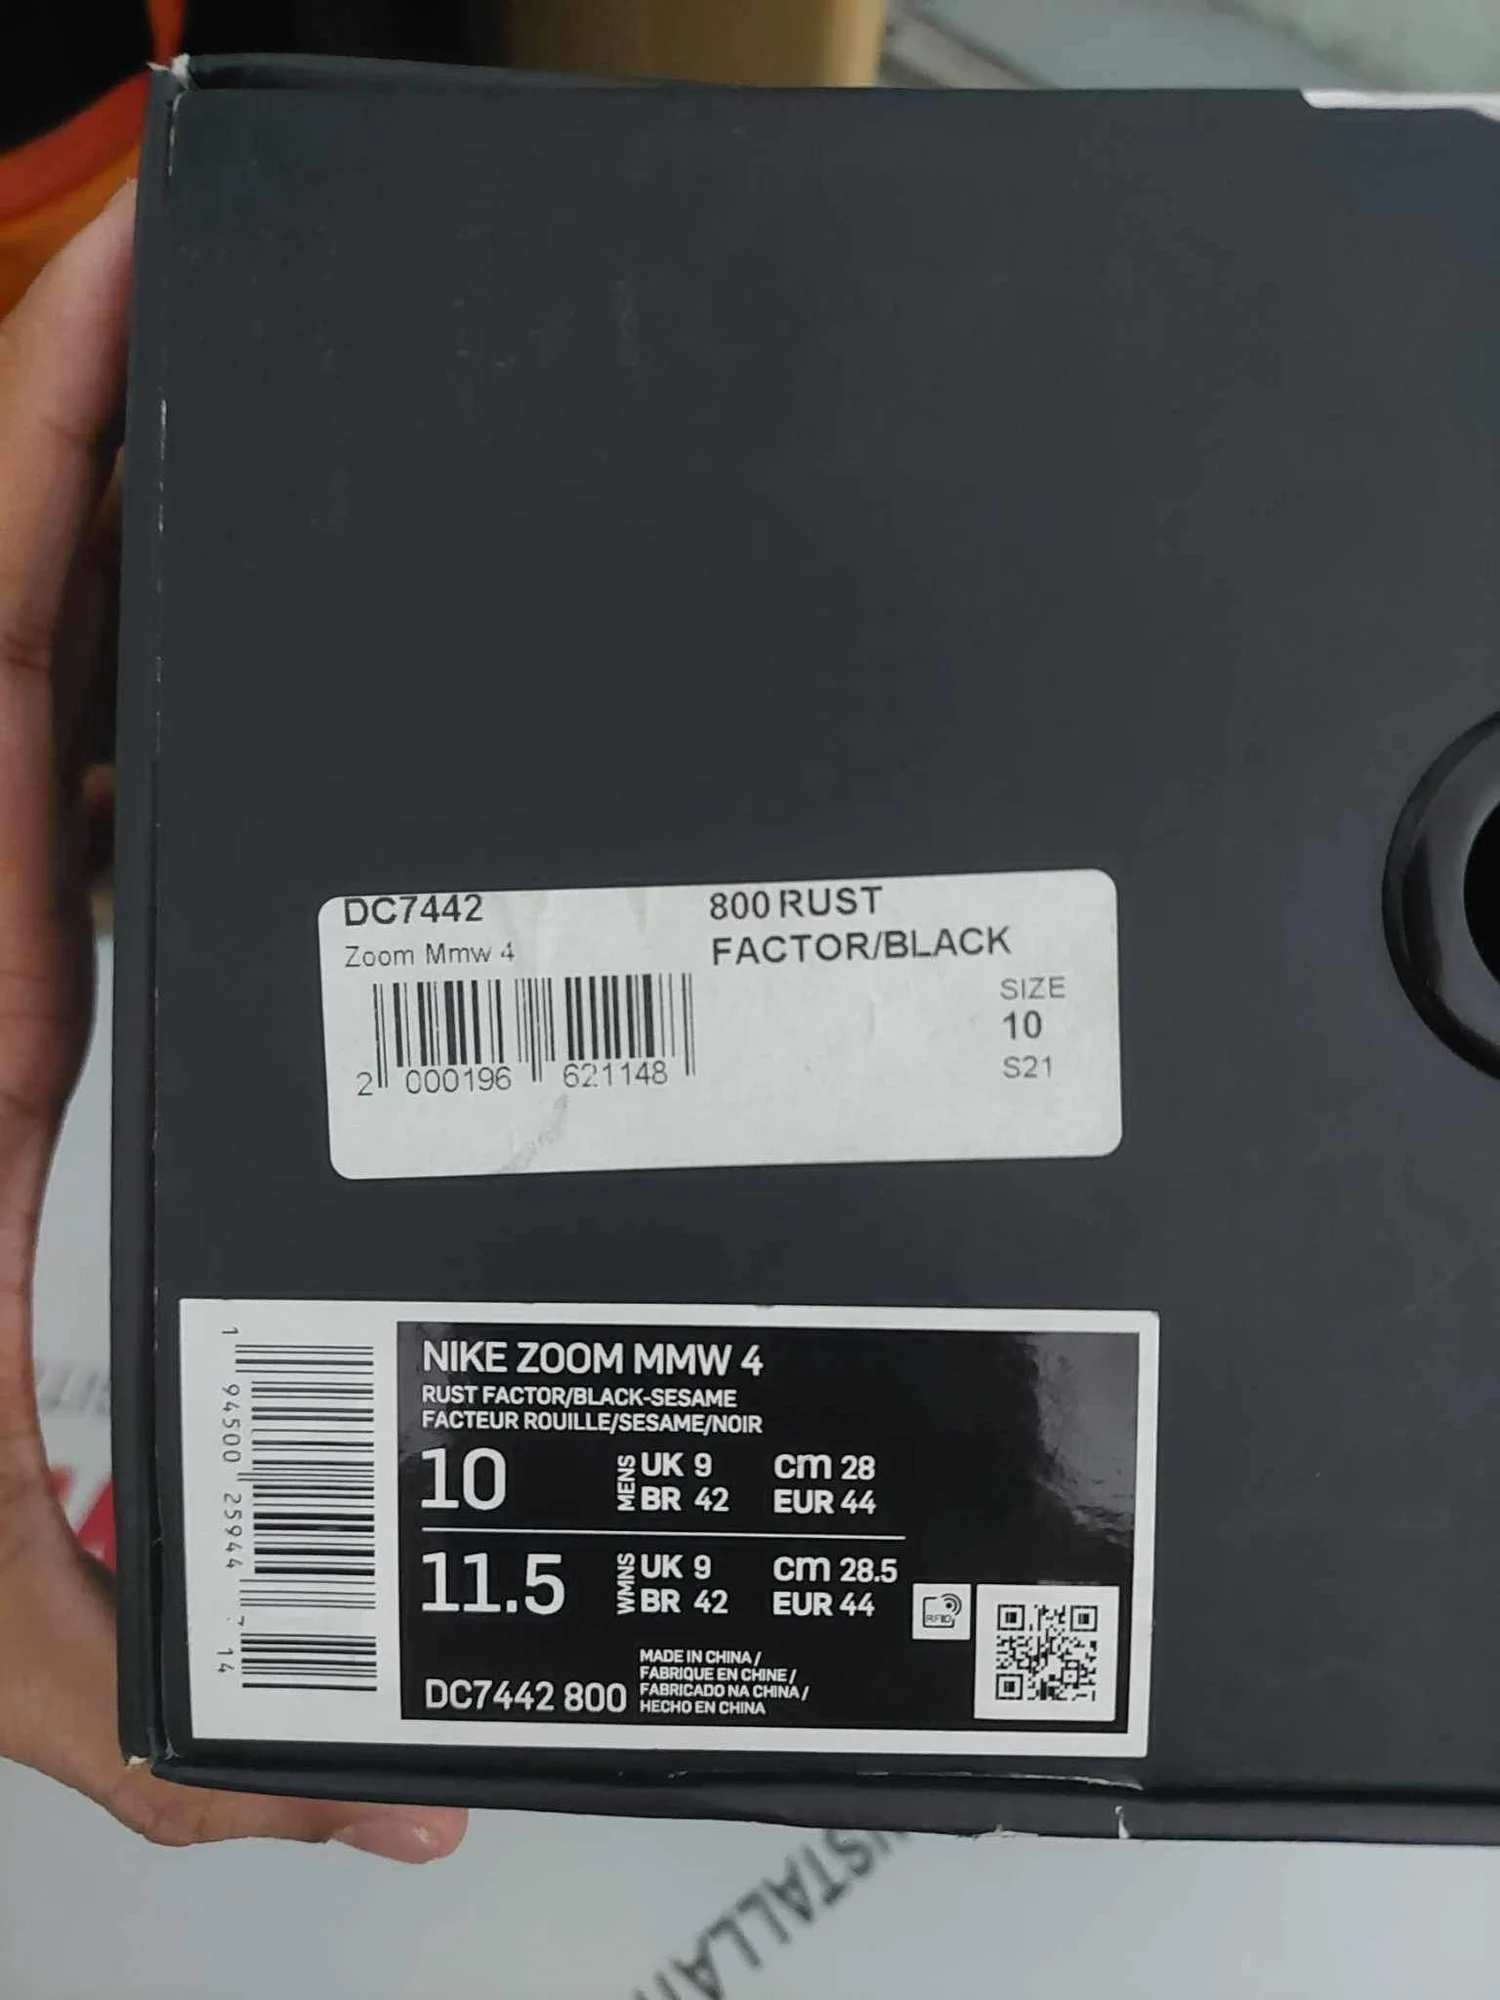 DC7442
800 RUST
FACTOR/BLACK
Zoom Mmw 4
SIZE
10
S21
2 000196 621148
NIKE ZOOM MMW 4
RUST FACTOR/BLACK-SESAME
FACTEUR ROUILLE/SESAME/NOIR
10 MENS UK 9 cm 28
BR 42 EUR 44
11.5 WMNS UK 9 cm 28.5
BR 42 EUR 44
RFID
MADE IN CHINA /
FABRIQUE EN CHINE /
FABRICADO NA CHINA /
HECHO EN CHINA
DC7442 800
1 94500 25944 7 14